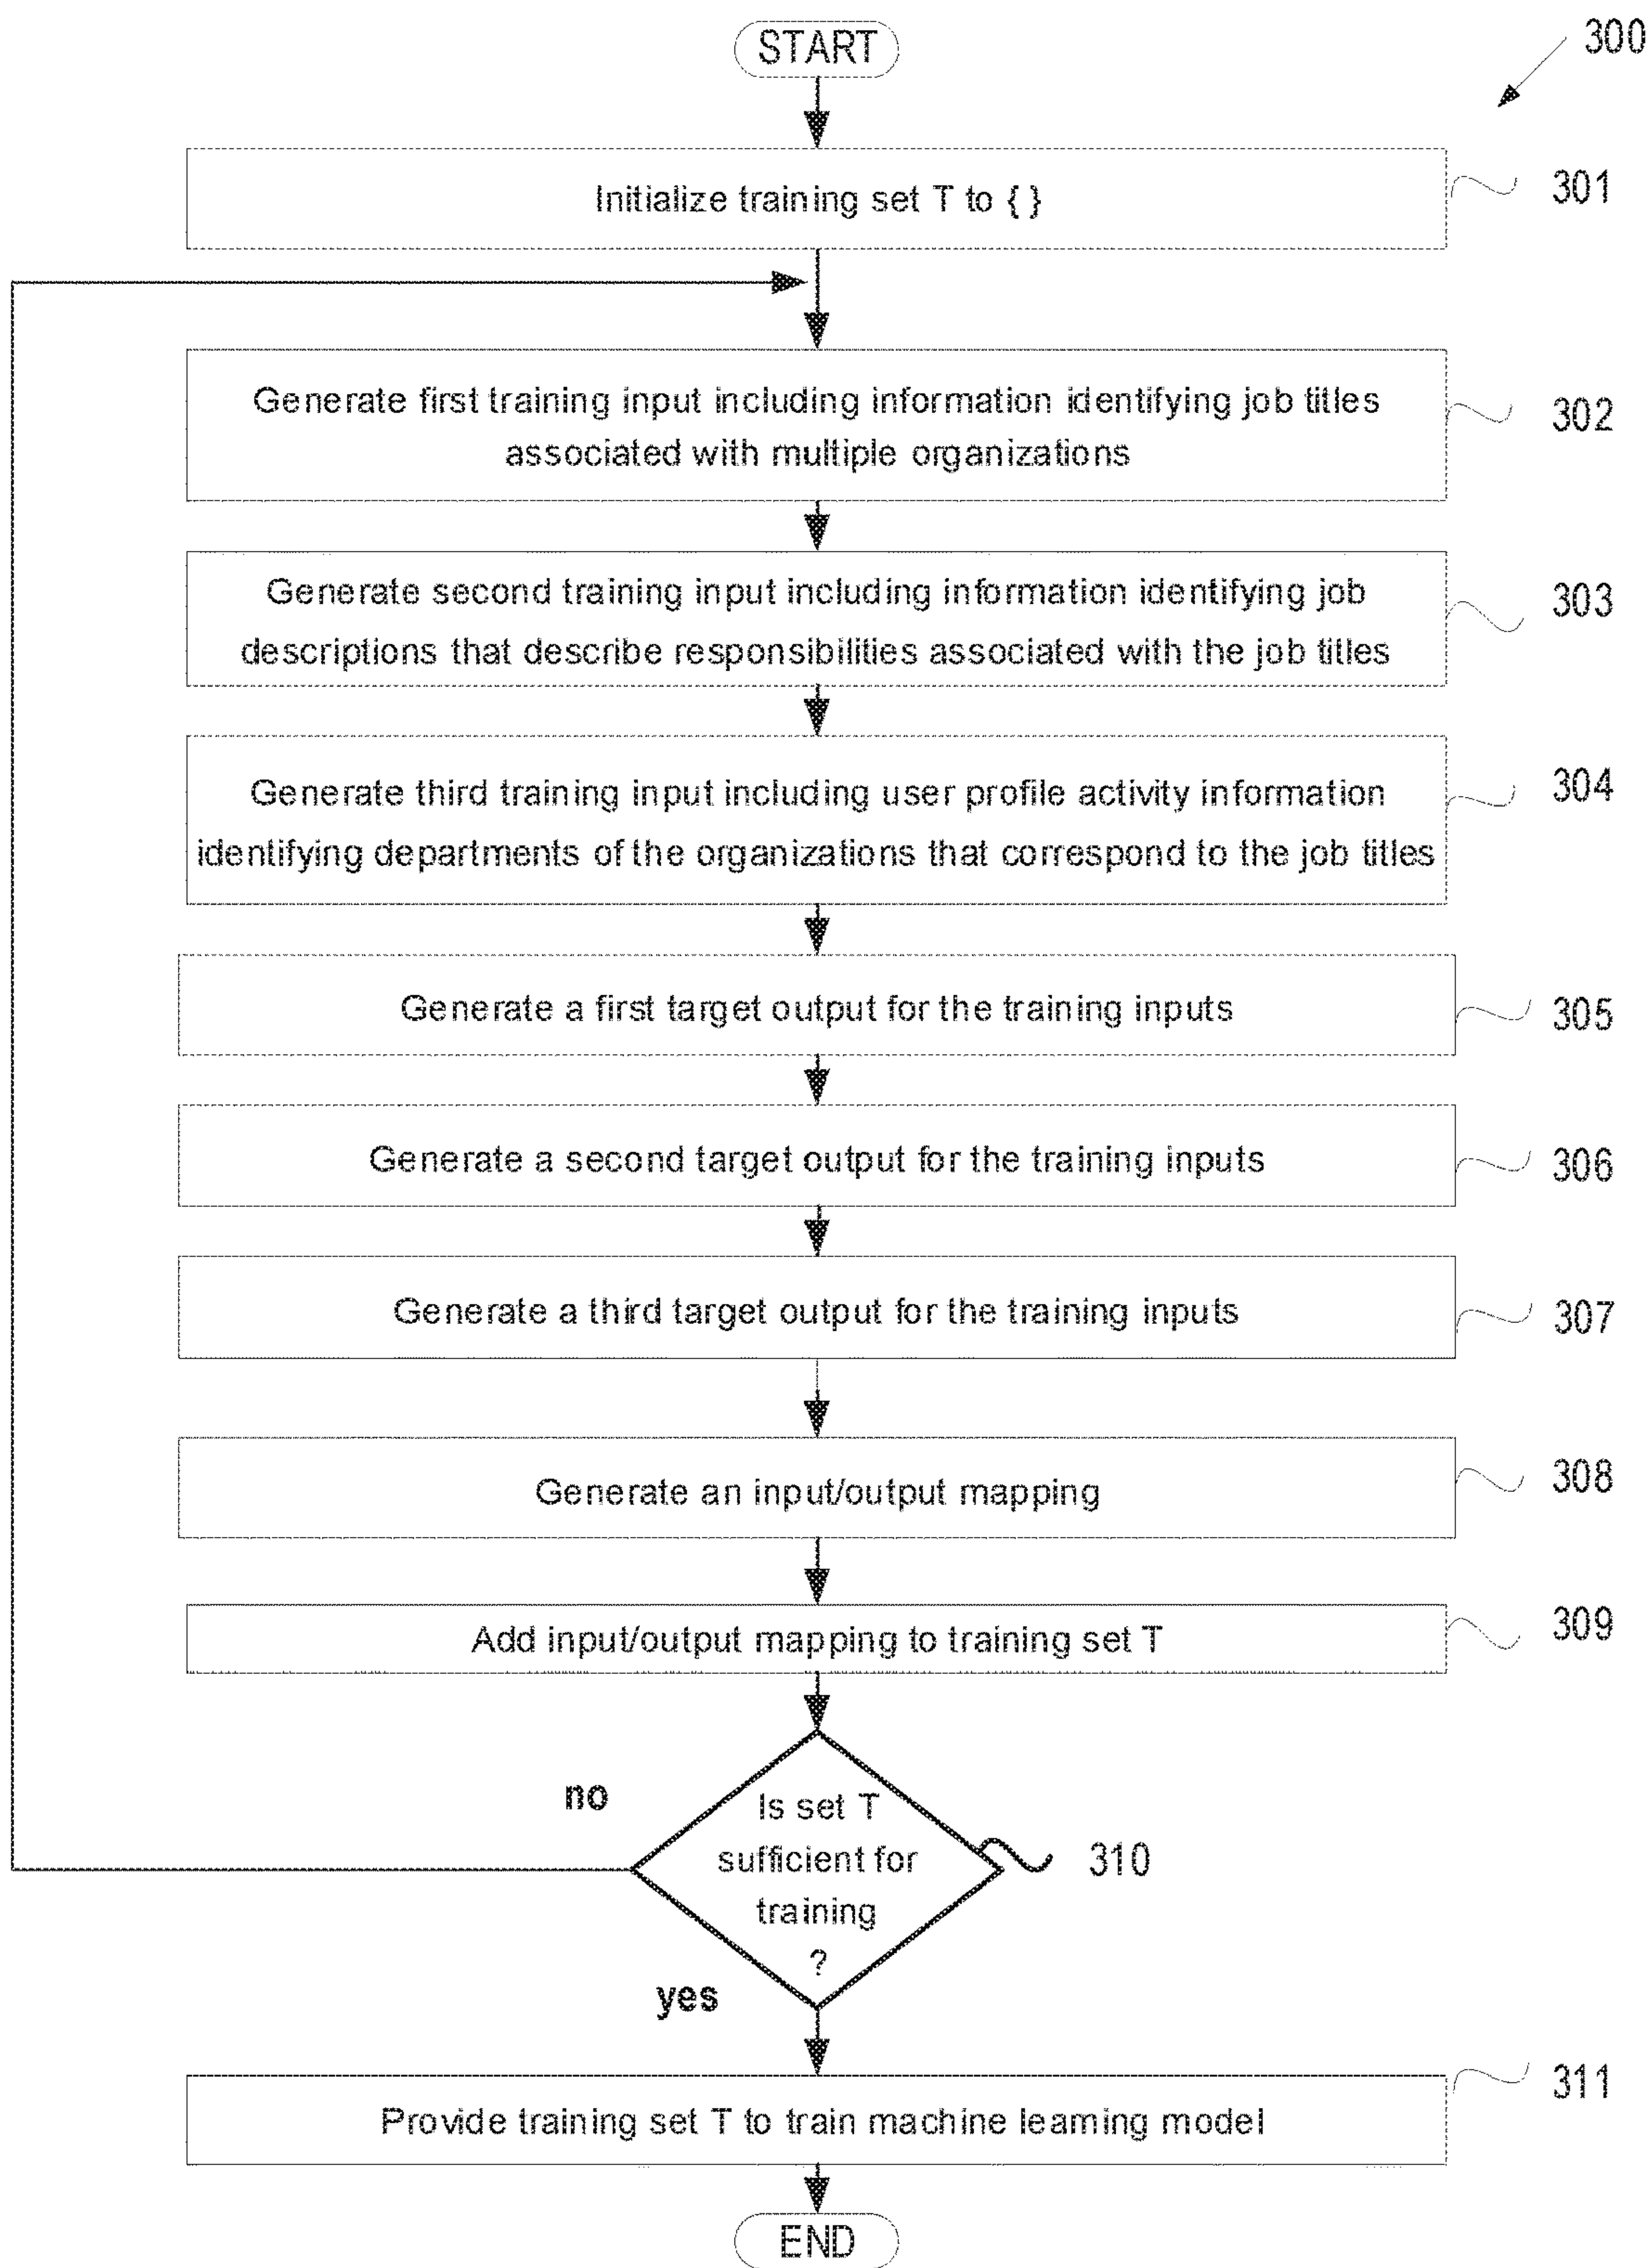 START
300
Initialize training set T to { }
301
Generate first training input including information identifying job titles
associated with multiple organizations
302
Generate second training input including information identifying job
descriptions that describe responsibilities associated with the job titles
303
Generate third training input including user profile activity information
identifying departments of the organizations that correspond to the job titles
304
Generate a first target output for the training inputs
305
Generate a second target output for the training inputs
306
Generate a third target output for the training inputs
307
Generate an input/output mapping
308
Add input/output mapping to training set T
309
no
Is set T
sufficient for
training
?
310
yes
Provide training set T to train machine learning model
311
END